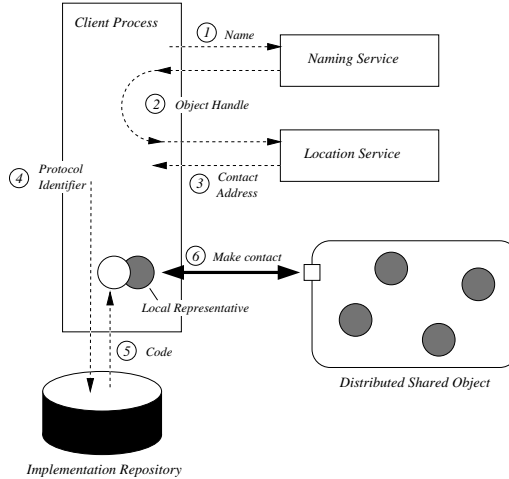 Client Process
1 Name
Naming Service
2 Object Handle
Location Service
3 Contact
Address
4 Protocol
Identifier
6 Make contact
Local Representative
5 Code
Distributed Shared Object
Implementation Repository